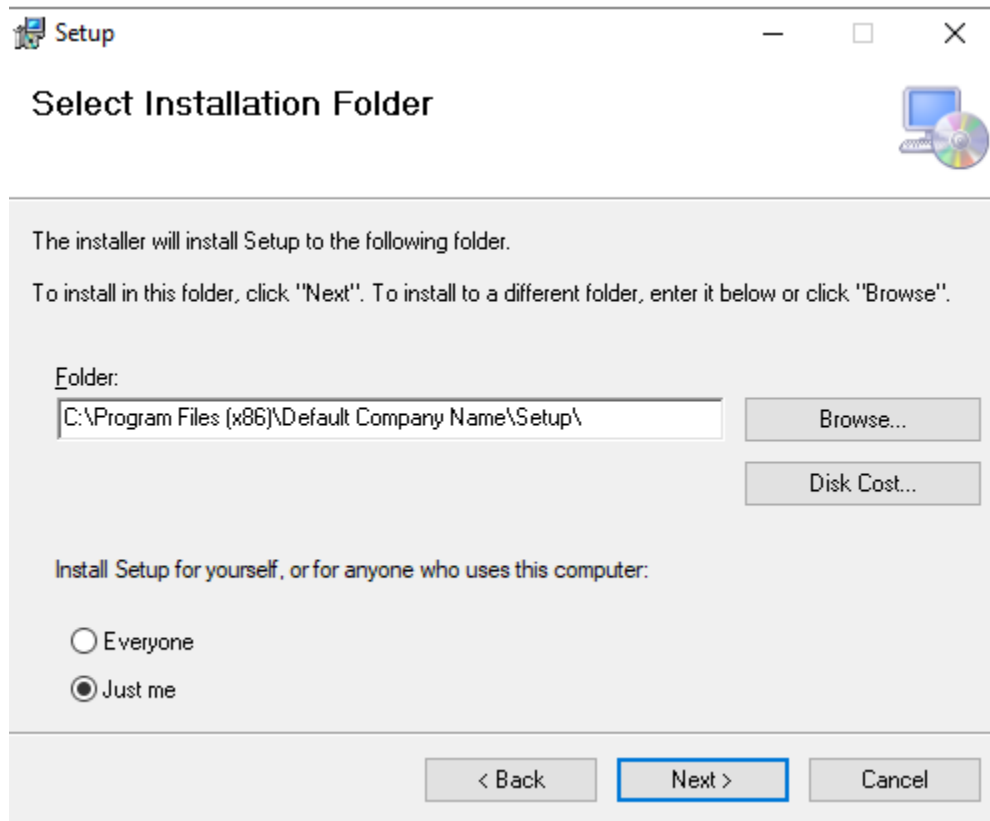 Setup
Select Installation Folder
The installer will install Setup to the following folder.
To install in this folder, click "Next". To install to a different folder, enter it below or click "Browse".
Folder:
C:\Program Files (x86)\Default Company Name\Setup\
Browse...
Disk Cost...
Install Setup for yourself, or for anyone who uses this computer:
Everyone
Just me
< Back
Next >
Cancel